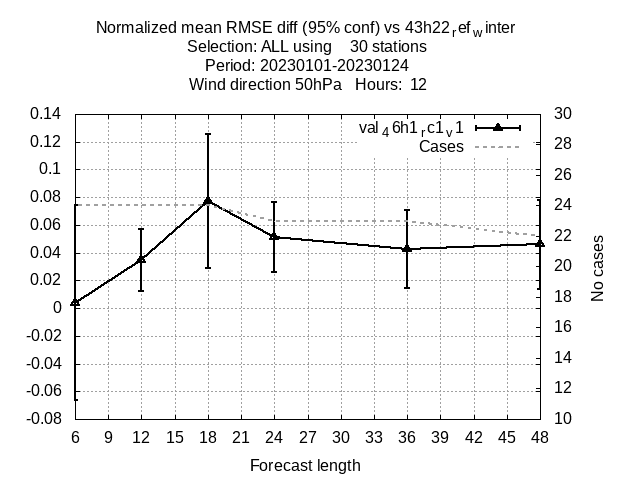 Normalized mean RMSE diff (95% conf) vs 43h22refwinter
Selection: ALL using 30 stations
Period: 20230101-20230124
Wind direction 50hPa Hours: 12
val46h1rc1v1
Cases
0.14
0.12
0.1
0.08
0.06
0.04
0.02
0
-0.02
-0.04
-0.06
-0.08
30
28
26
24
22
20
18
16
14
12
10
No cases
6 9 12 15 18 21 24 27 30 33 36 39 42 45 48
Forecast length